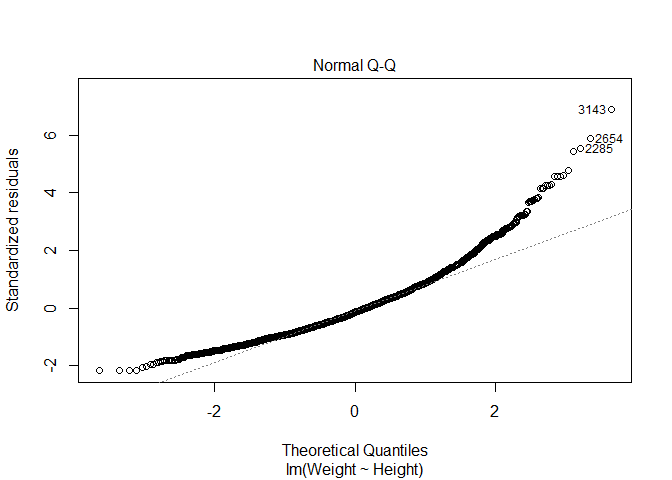 Normal Q-Q
3143
2654
2285
Standardized residuals
6
4
2
0
-2
-2
0
2
Theoretical Quantiles
lm(Weight ~ Height)